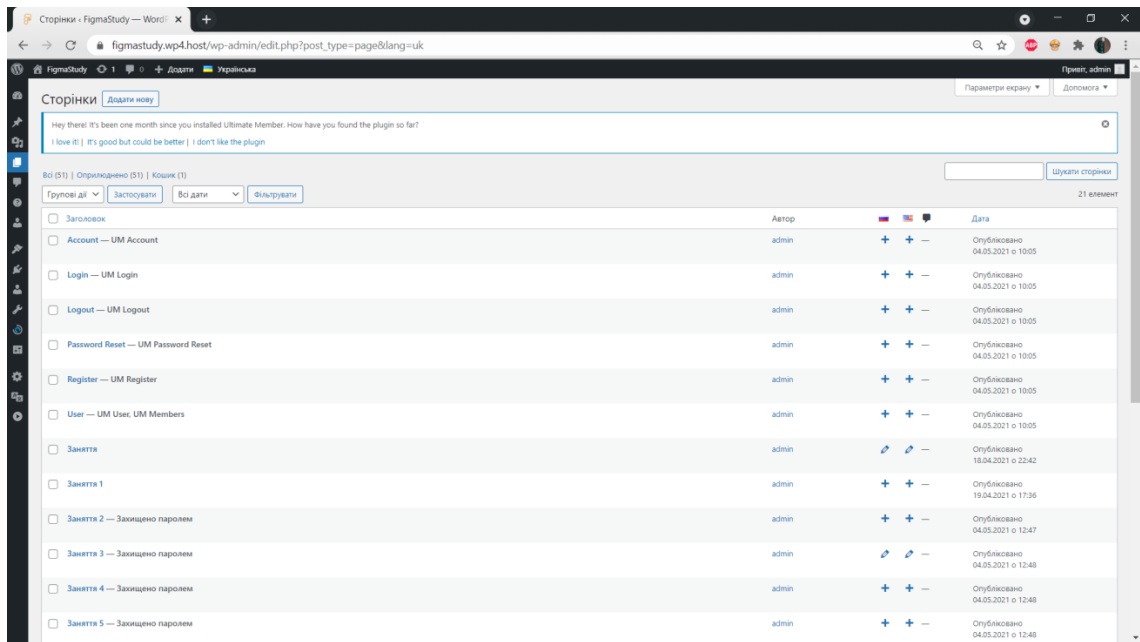 Сторінки ‹ FigmaStudy — WordP
figmastudy.wp4.host/wp-admin/edit.php?post_type=page&lang=uk
ABP
FigmaStudy 1 0 + Додати Українська Привіт, admin
Параметри екрану ▼ Допомога ▼
Сторінки Додати нову
Hey there! It's been one month since you installed Ultimate Member. How have you found the plugin so far?
I love it! | It's good but could be better | I don't like the plugin
Всі (51) | Оприлюднено (51) | Кошик (1) Шукати сторінки
Групові дії Застосувати Всі дати Фільтрувати 21 елемент
Заголовок Автор Дата
Account — UM Account admin + + — Опубліковано
04.05.2021 о 10:05
Login — UM Login admin + + — Опубліковано
04.05.2021 о 10:05
Logout — UM Logout admin + + — Опубліковано
04.05.2021 о 10:05
Password Reset — UM Password Reset admin + + — Опубліковано
04.05.2021 о 10:05
Register — UM Register admin + + — Опубліковано
04.05.2021 о 10:05
User — UM User, UM Members admin + + — Опубліковано
04.05.2021 о 10:05
Заняття admin — Опубліковано
18.04.2021 о 22:42
Заняття 1 admin + + — Опубліковано
19.04.2021 о 17:36
Заняття 2 — Захищено паролем admin + + — Опубліковано
04.05.2021 о 12:47
Заняття 3 — Захищено паролем admin — Опубліковано
04.05.2021 о 12:48
Заняття 4 — Захищено паролем admin + + — Опубліковано
04.05.2021 о 12:48
Заняття 5 — Захищено паролем admin + + — Опубліковано
04.05.2021 о 12:48